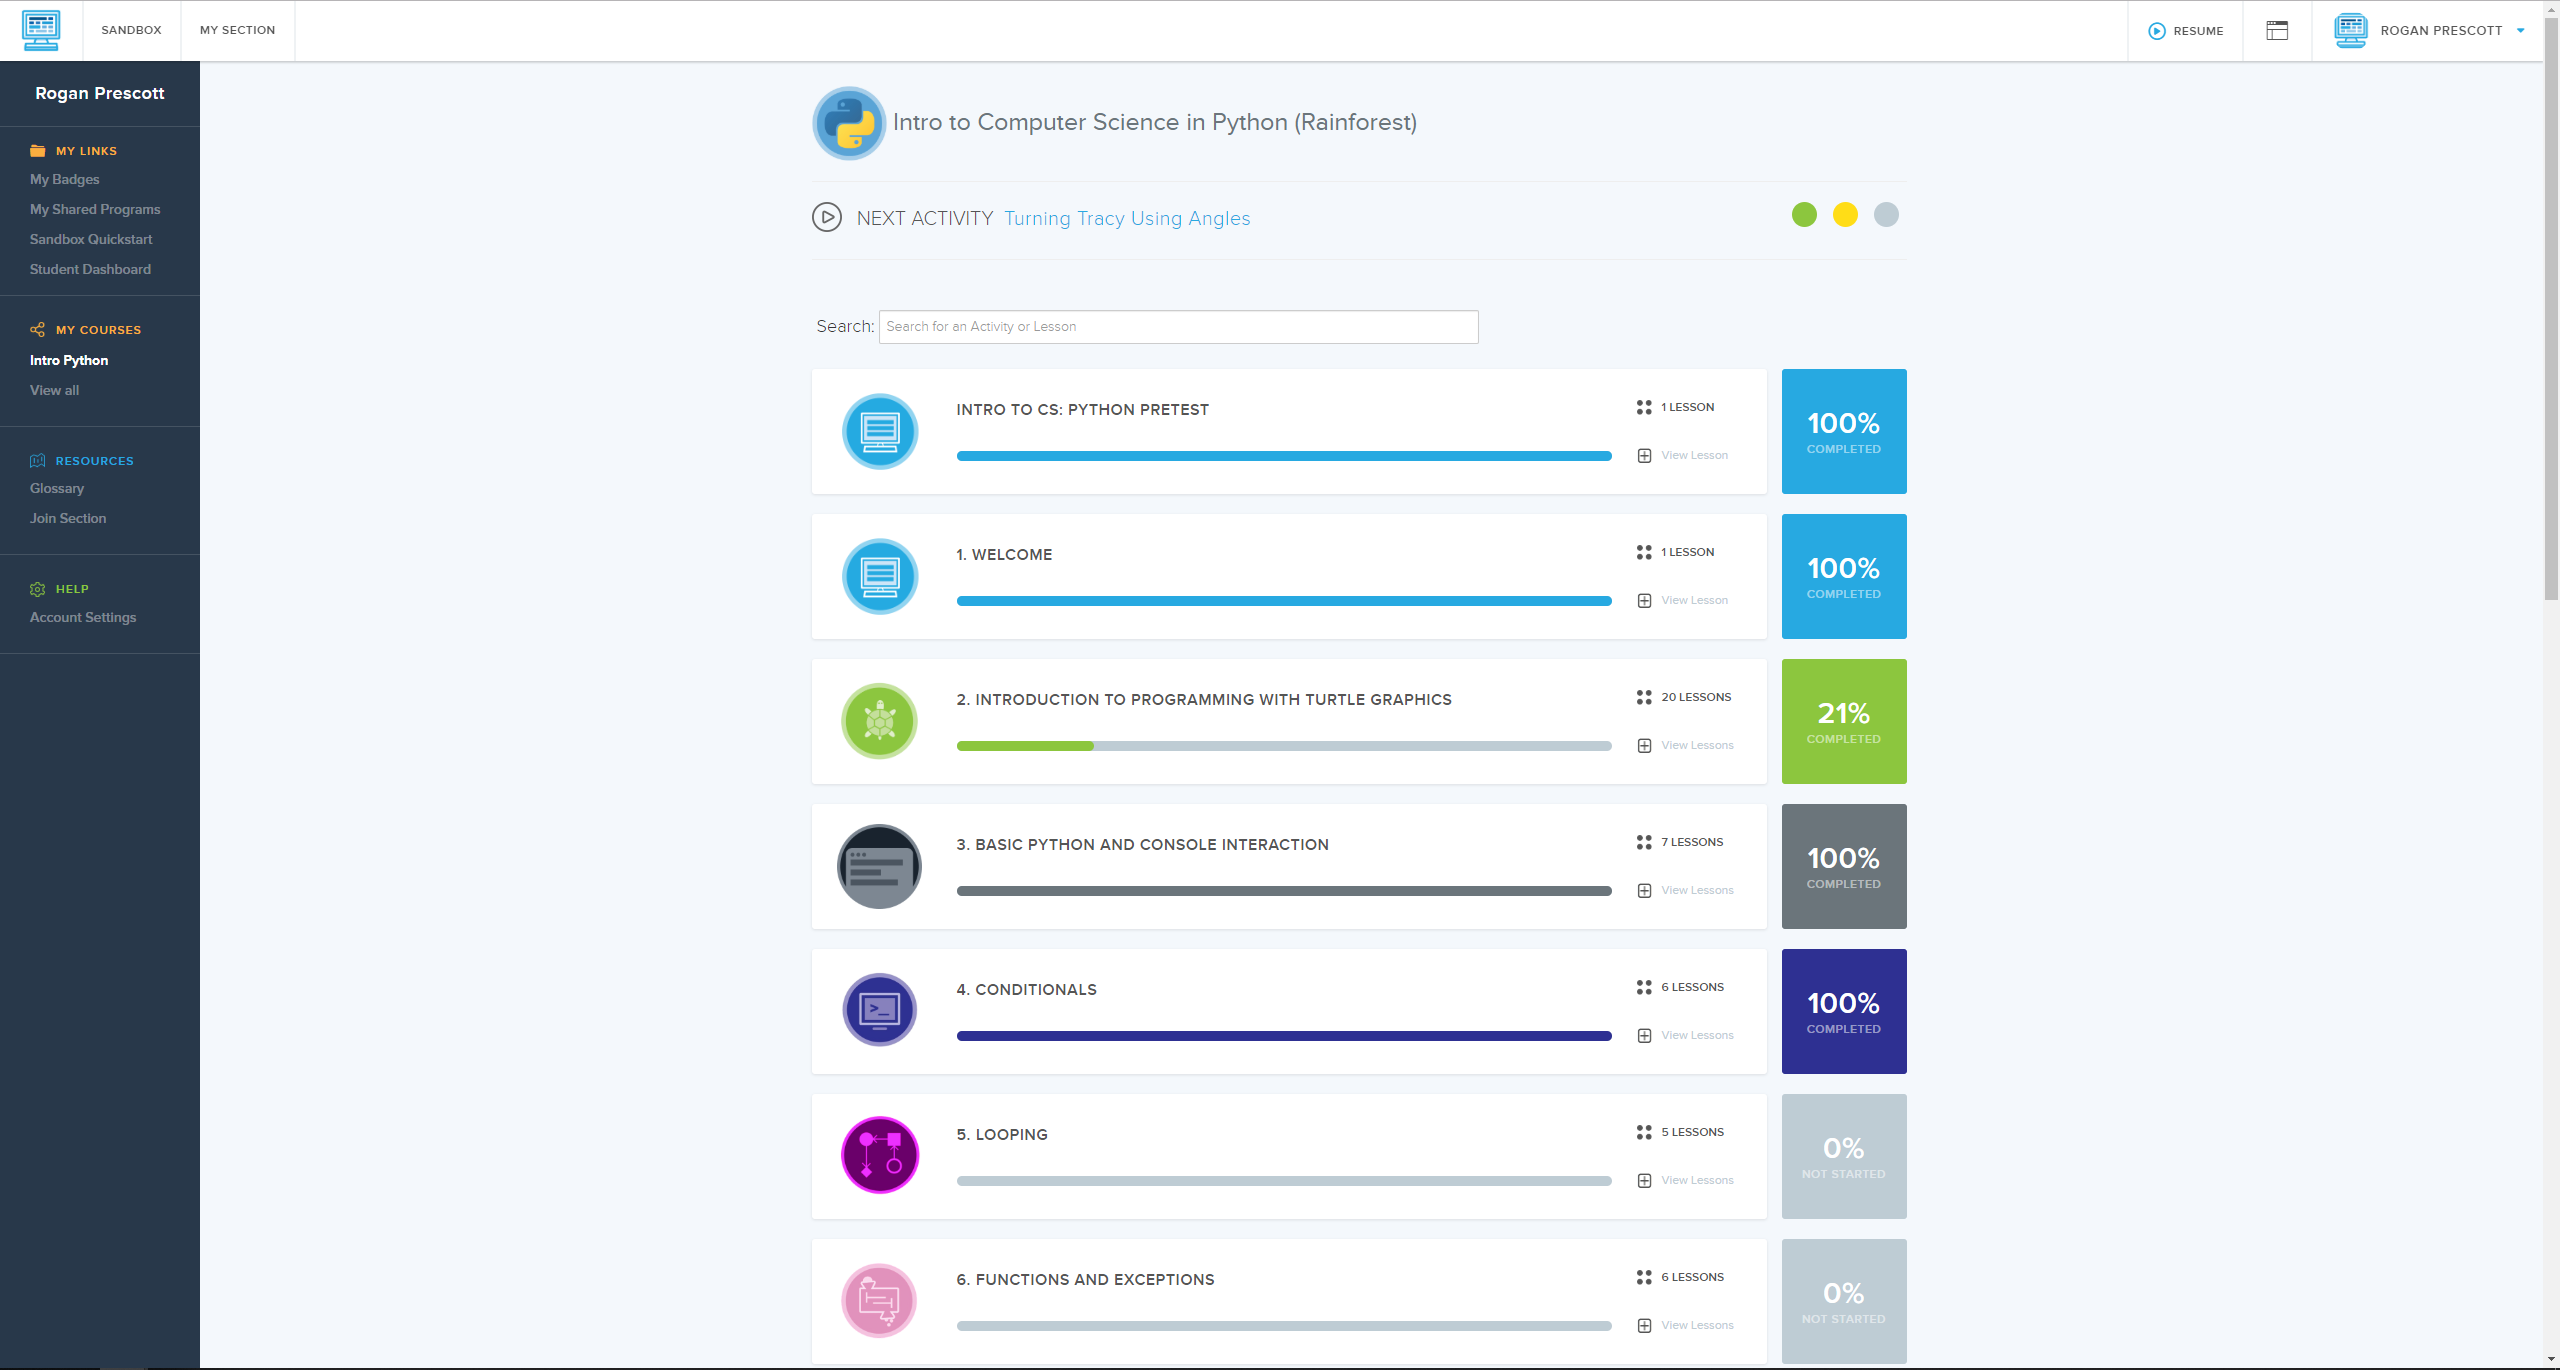 SANDBOX
MY SECTION
RESUME
ROGAN PRESCOTT
Rogan Prescott
MY LINKS
My Badges
My Shared Programs
Sandbox Quickstart
Student Dashboard
MY COURSES
Intro Python
View all
RESOURCES
Glossary
Join Section
HELP
Account Settings
Intro to Computer Science in Python (Rainforest)
NEXT ACTIVITY Turning Tracy Using Angles
Search: Search for an Activity or Lesson
INTRO TO CS: PYTHON PRETEST
1 LESSON
View Lesson
100%
COMPLETED
1. WELCOME
1 LESSON
View Lesson
100%
COMPLETED
2. INTRODUCTION TO PROGRAMMING WITH TURTLE GRAPHICS
20 LESSONS
View Lessons
21%
COMPLETED
3. BASIC PYTHON AND CONSOLE INTERACTION
7 LESSONS
View Lessons
100%
COMPLETED
4. CONDITIONALS
6 LESSONS
View Lessons
100%
COMPLETED
5. LOOPING
5 LESSONS
View Lessons
0%
NOT STARTED
6. FUNCTIONS AND EXCEPTIONS
6 LESSONS
View Lessons
0%
NOT STARTED